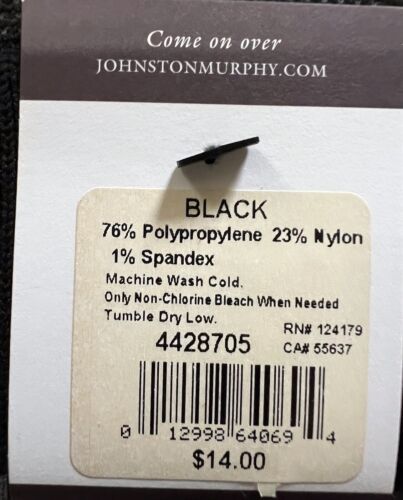 Come on over
JOHNSTONMURPHY.COM
BLACK
76% Polypropylene 23% Nylon
1% Spandex
Machine Wash Cold.
Only Non-Chlorine Bleach When Needed
Tumble Dry Low.
RN# 124179
4428705
CA# 55637
0 12998 64069 4
$14.00